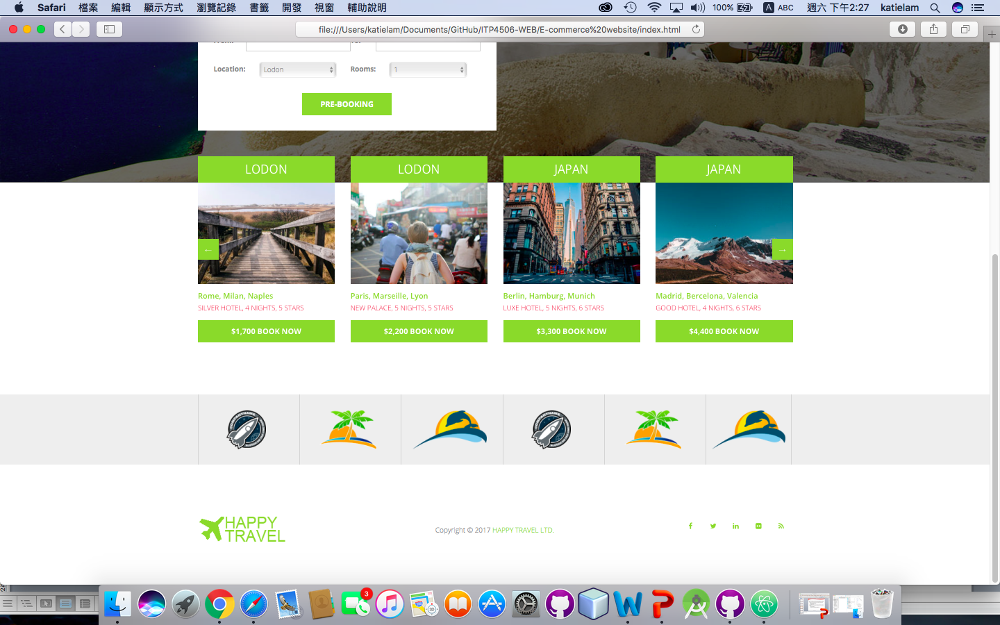 Safari 檔案 編輯 顯示方式 瀏覽記錄 書籤 開發 視窗 輔助說明 100% A ABC 週六 下午2:27 katielam
file:///Users/katielam/Documents/GitHub/ITP4506-WEB/E-commerce%20website/index.html
Location: Lodon Rooms: 1
PRE-BOOKING
LODON LODON JAPAN JAPAN
← →
Rome, Milan, Naples Paris, Marseille, Lyon Berlin, Hamburg, Munich Madrid, Bercelona, Valencia
SILVER HOTEL, 4 NIGHTS, 5 STARS NEW PALACE, 5 NIGHTS, 5 STARS LUXE HOTEL, 5 NIGHTS, 6 STARS GOOD HOTEL, 4 NIGHTS, 6 STARS
$1,700 BOOK NOW $2,200 BOOK NOW $3,300 BOOK NOW $4,400 BOOK NOW
HAPPY
TRAVEL
Copyright © 2017 HAPPY TRAVEL LTD.
3